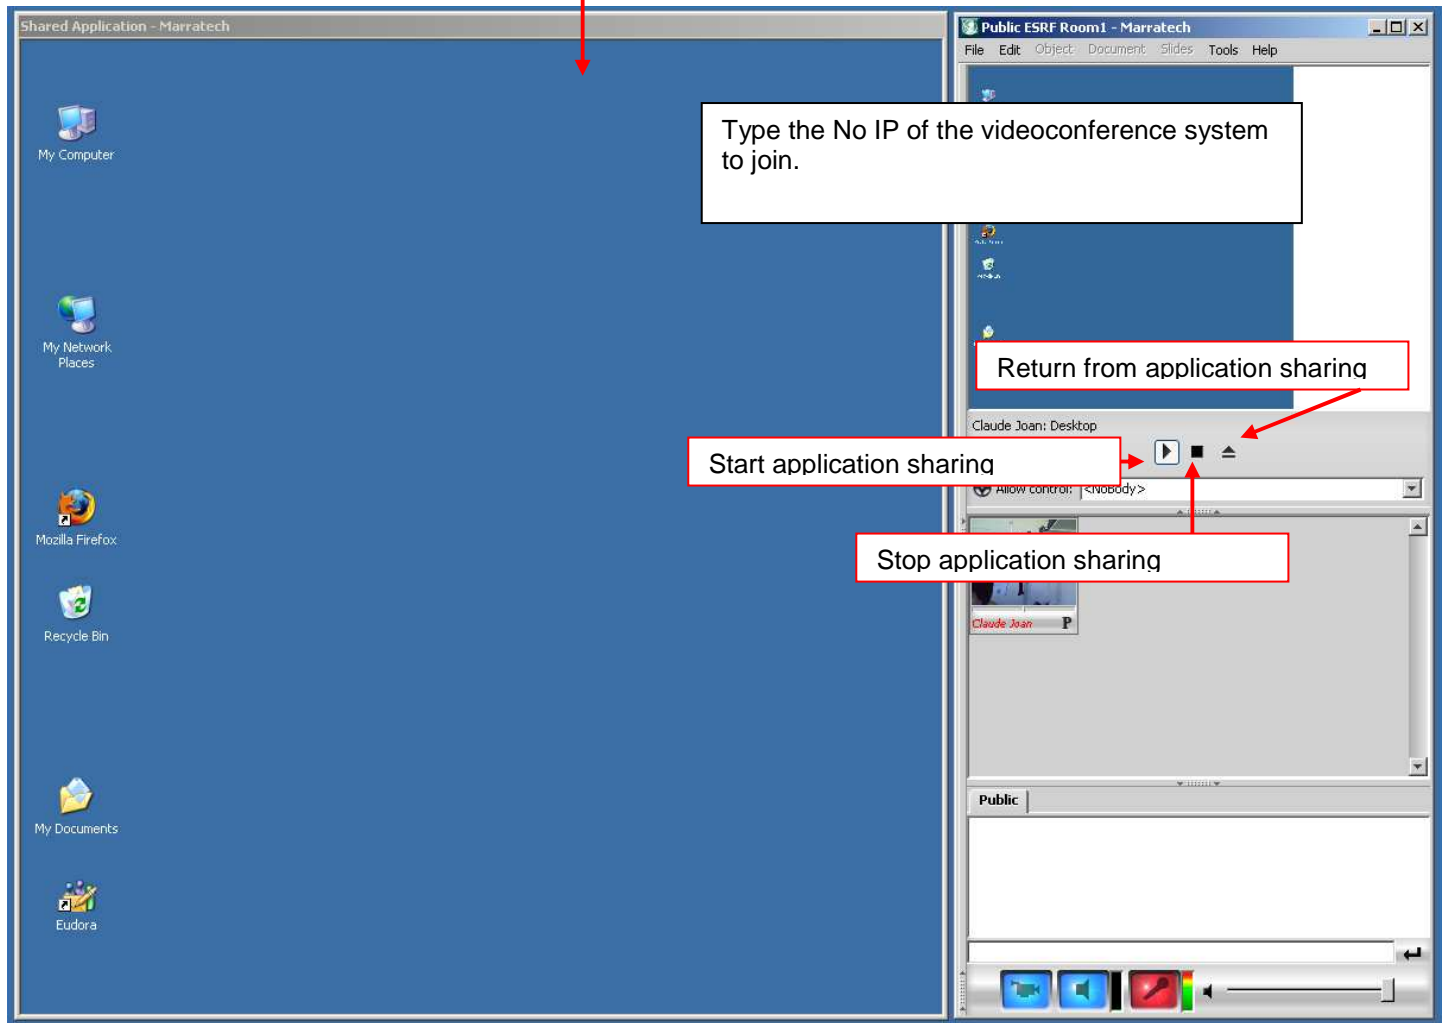 Shared Application - Marratech
My Computer
My Network
Places
Mozilla Firefox
Recycle Bin
My Documents
Eudora
Public ESRF Room1 - Marratech
File Edit Object Document Slides Tools Help
Type the No IP of the videoconference system
to join.
Return from application sharing
Claude Joan: Desktop
Start application sharing
Allow control: <Nobody>
Stop application sharing
Claude Joan P
Public